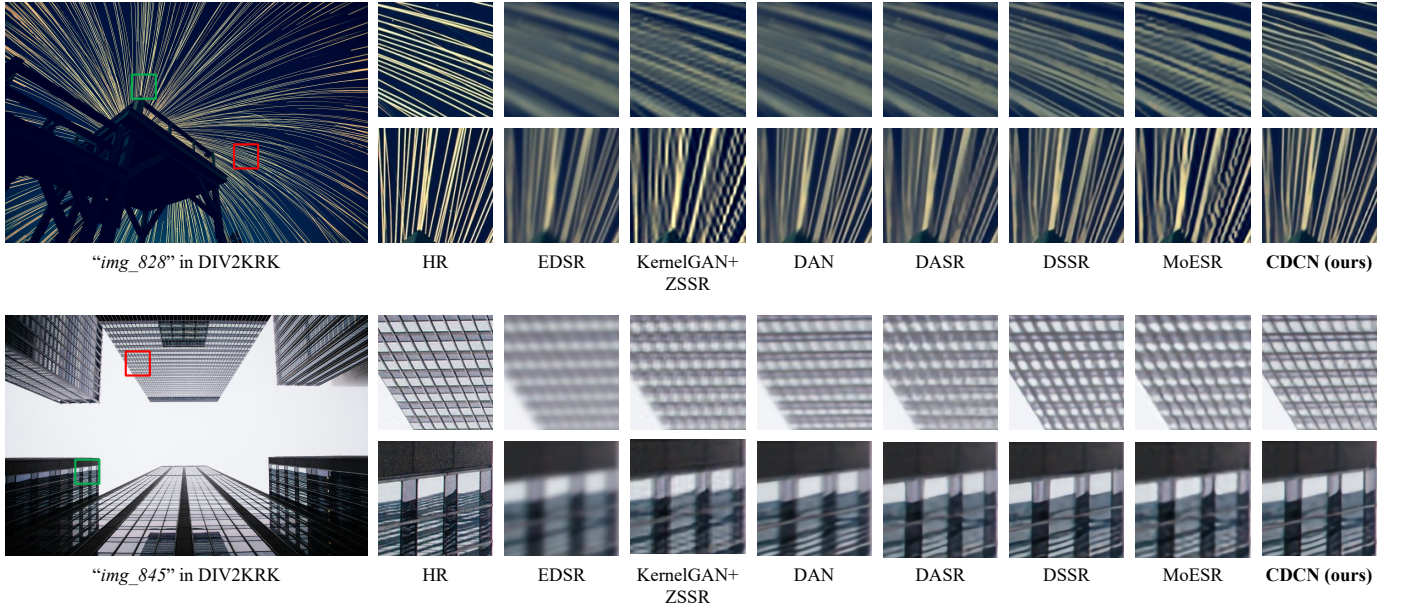 “img_828” in DIV2KRK
HR
EDSR
KernelGAN+
ZSSR
DAN
DASR
DSSR
MoESR
CDCN (ours)
“img_845” in DIV2KRK
HR
EDSR
KernelGAN+
ZSSR
DAN
DASR
DSSR
MoESR
CDCN (ours)